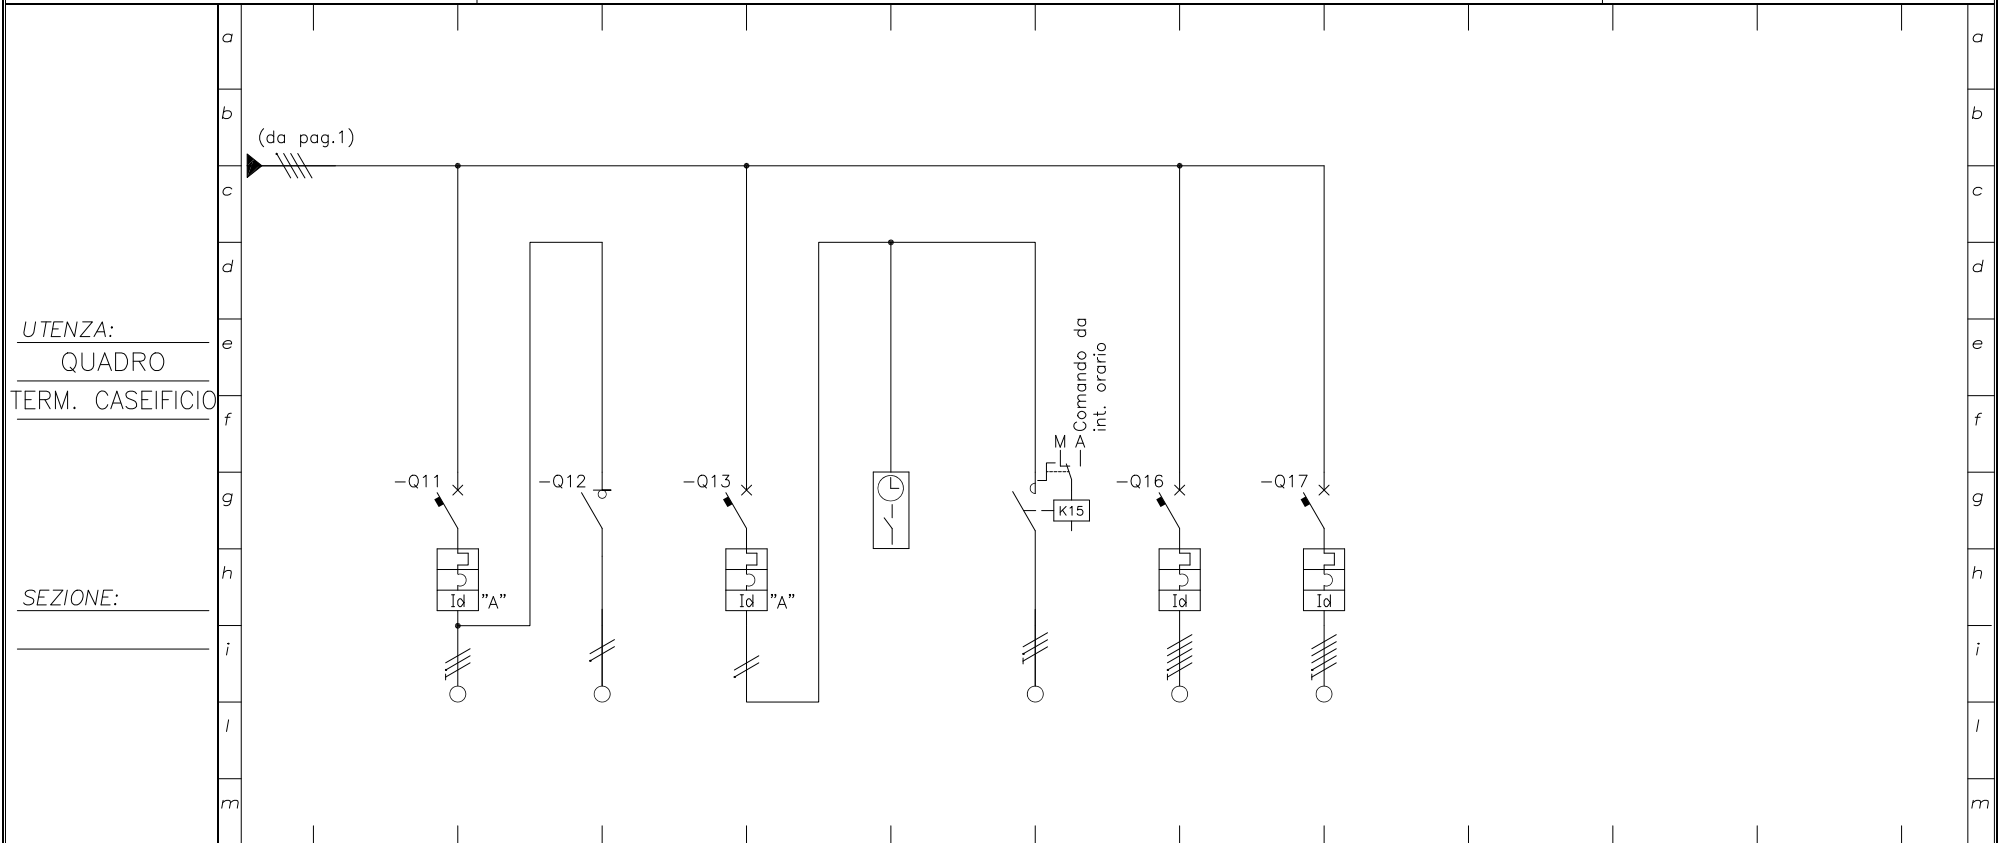 a
a
b
b
(da pag.1)
c
c
d
d
UTENZA:
e
e
QUADRO
TERM. CASEIFICIO
f
f
Comando da
int. orario
M A
-Q11
-Q12
-Q13
-Q16
-Q17
g
g
K15
h
h
SEZIONE:
Id
"A"
Id
"A"
Id
Id
i
i
l
l
m
m